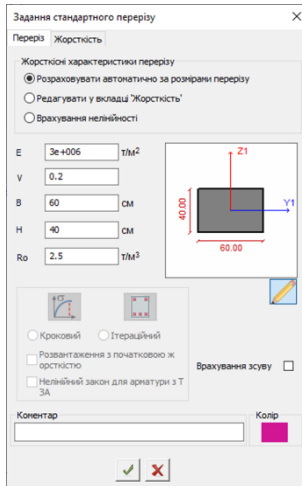 Задання стандартного перерізу
Переріз Жорсткість
Жорсткісні характеристики перерізу
Розраховувати автоматично за розмірами перерізу
Редагувати у вкладці 'Жорсткість'
Врахування нелінійності
E 3e+006 т/м2
V 0.2
B 60 см
H 40 см
Ro 2.5 т/м3
Z1
Y1
40.00
60.00
σ
Кроковий Ітераційний
Розвантаження з початковою ж
орсткістю
Нелінійний закон для арматури з Т
ЗА
Врахування зсуву
Коментар
Колір